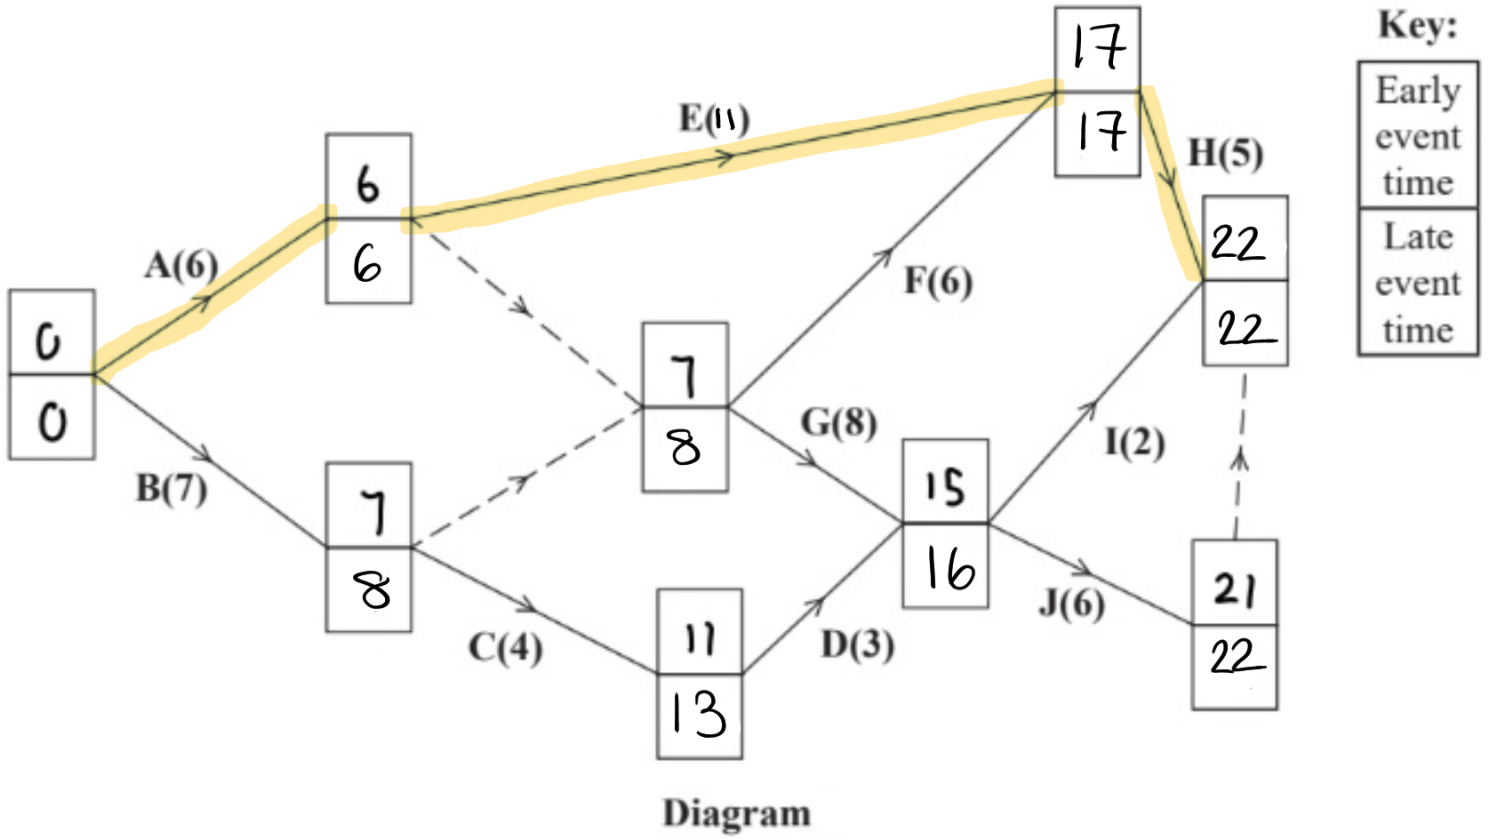 17
17
Key:
Early
event
time
Late
event
time
E(11)
H(5)
6
6
A(6)
22
22
F(6)
0
0
7
8
G(8)
I(2)
B(7)
7
8
15
16
C(4)
11
13
D(3)
J(6)
21
22
Diagram